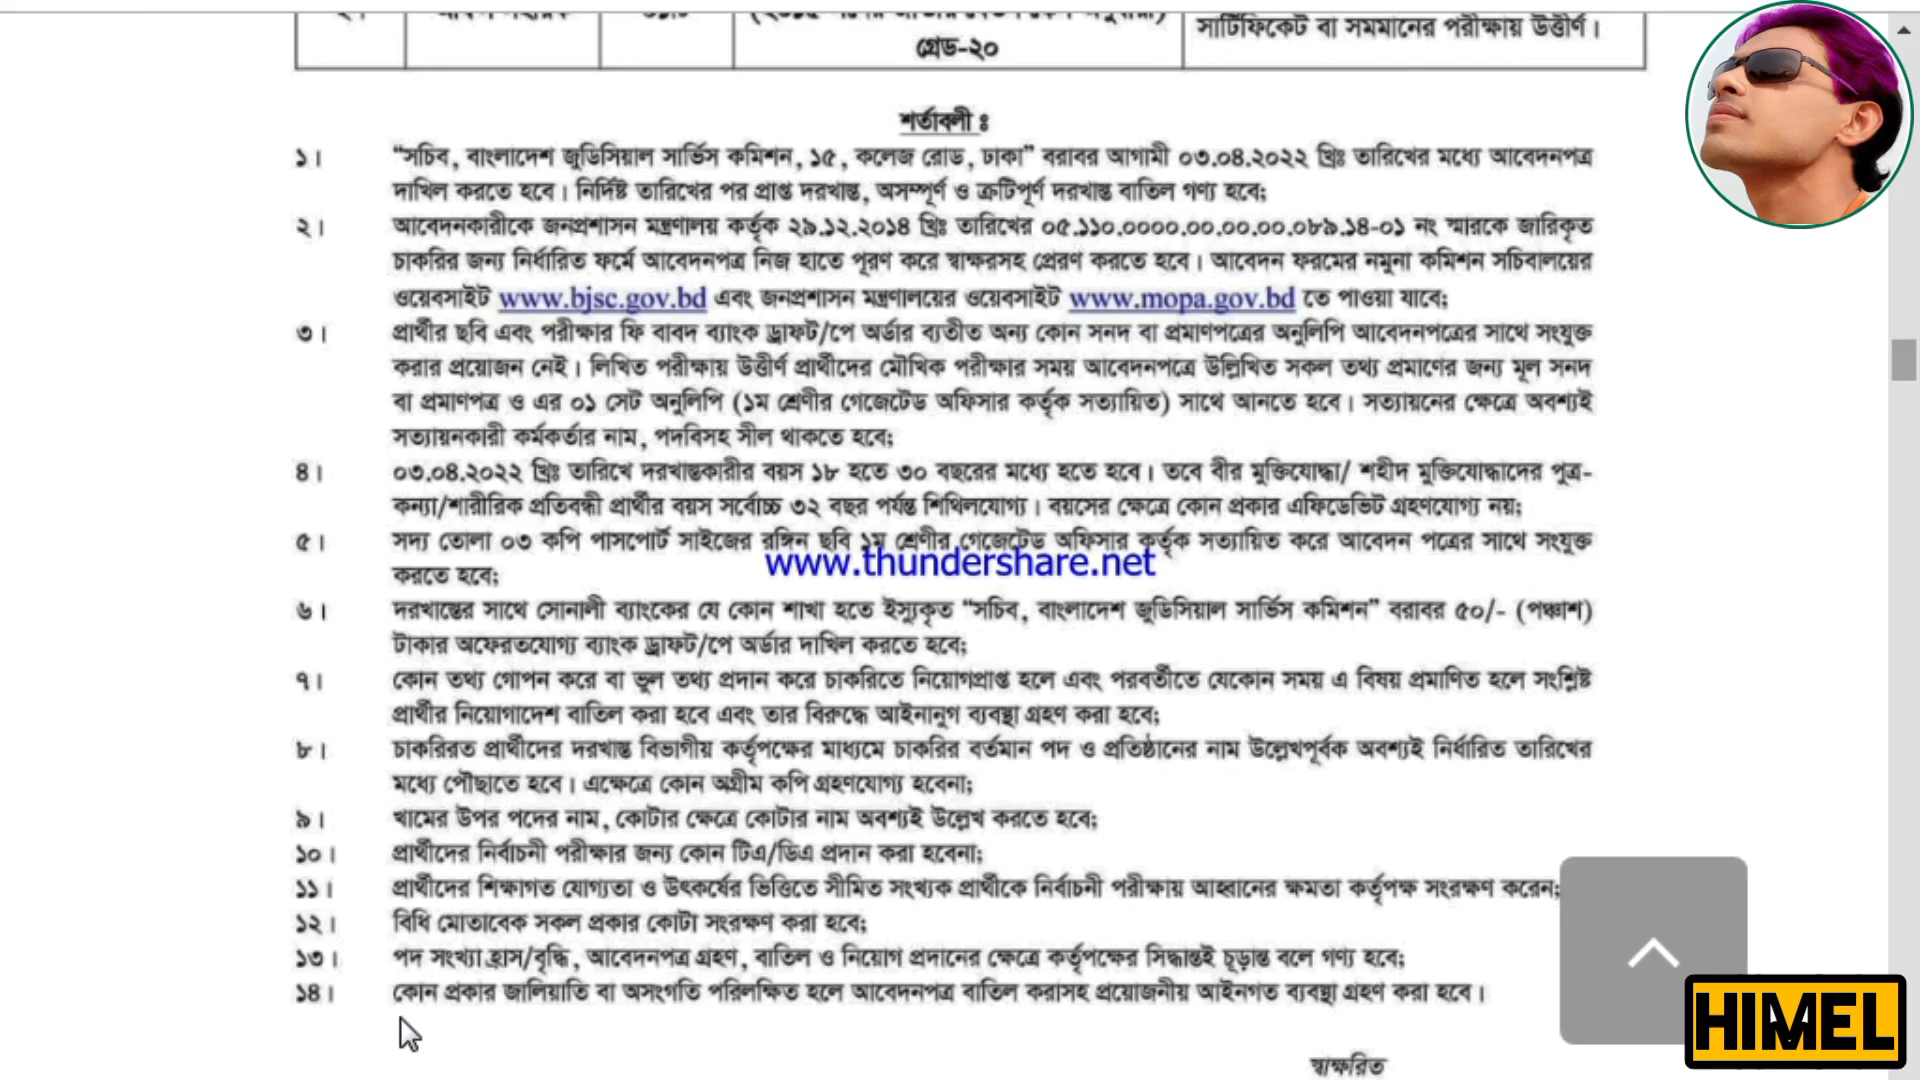 গ্রেড-২০
সার্টিফিকেট বা সমমানের পরীক্ষায় উত্তীর্ণ।
শর্তাবলী ঃ
১। “সচিব, বাংলাদেশ জুডিসিয়াল সার্ভিস কমিশন, ১৫, কলেজ রোড, ঢাকা” বরাবর আগামী ০৩.০৪.২০২২ খ্রিঃ তারিখের মধ্যে আবেদনপত্র
দাখিল করতে হবে। নির্দিষ্ট তারিখের পর প্রাপ্ত দরখাস্ত, অসম্পূর্ণ ও ত্রুটিপূর্ণ দরখাস্ত বাতিল গণ্য হবে;
২। আবেদনকারীকে জনপ্রশাসন মন্ত্রণালয় কর্তৃক ২৯.১২.২০১৪ খ্রিঃ তারিখের ০৫.১১০.০০০০.০০.০০.০০.০৮৯.১৪-০১ নং স্মারকে জারিকৃত
চাকরির জন্য নির্ধারিত ফর্মে আবেদনপত্র নিজ হাতে পূরণ করে স্বাক্ষরসহ প্রেরণ করতে হবে। আবেদন ফরমের নমুনা কমিশন সচিবালয়ের
ওয়েবসাইট www.bjsc.gov.bd এবং জনপ্রশাসন মন্ত্রণালয়ের ওয়েবসাইট www.mopa.gov.bd তে পাওয়া যাবে;
৩। প্রার্থীর ছবি এবং পরীক্ষার ফি বাবদ ব্যাংক ড্রাফট/পে অর্ডার ব্যতীত অন্য কোন সনদ বা প্রমাণপত্রের অনুলিপি আবেদনপত্রের সাথে সংযুক্ত
করার প্রয়োজন নেই। লিখিত পরীক্ষায় উত্তীর্ণ প্রার্থীদের মৌখিক পরীক্ষার সময় আবেদনপত্রে উল্লিখিত সকল তথ্য প্রমাণের জন্য মূল সনদ
বা প্রমাণপত্র ও এর ০১ সেট অনুলিপি (১ম শ্রেণীর গেজেটেড অফিসার কর্তৃক সত্যায়িত) সাথে আনতে হবে। সত্যায়নের ক্ষেত্রে অবশ্যই
সত্যায়নকারী কর্মকর্তার নাম, পদবিসহ সীল থাকতে হবে;
৪। ০৩.০৪.২০২২ খ্রিঃ তারিখে দরখাস্তকারীর বয়স ১৮ হতে ৩০ বছরের মধ্যে হতে হবে। তবে বীর মুক্তিযোদ্ধা/ শহীদ মুক্তিযোদ্ধাদের পুত্র-
কন্যা/শারীরিক প্রতিবন্ধী প্রার্থীর বয়স সর্বোচ্চ ৩২ বছর পর্যন্ত শিথিলযোগ্য। বয়সের ক্ষেত্রে কোন প্রকার এফিডেভিট গ্রহণযোগ্য নয়;
৫। সদ্য তোলা ০৩ কপি পাসপোর্ট সাইজের রঙ্গিন ছবি ১ম শ্রেণীর গেজেটেড অফিসার কর্তৃক সত্যায়িত করে আবেদন পত্রের সাথে সংযুক্ত
www.thundershare.net
করতে হবে;
৬। দরখাস্তের সাথে সোনালী ব্যাংকের যে কোন শাখা হতে ইস্যুকৃত “সচিব, বাংলাদেশ জুডিসিয়াল সার্ভিস কমিশন” বরাবর ৫০/- (পঞ্চাশ)
টাকার অফেরতযোগ্য ব্যাংক ড্রাফট/পে অর্ডার দাখিল করতে হবে;
৭। কোন তথ্য গোপন করে বা ভুল তথ্য প্রদান করে চাকরিতে নিয়োগপ্রাপ্ত হলে এবং পরবর্তীতে যেকোন সময় এ বিষয় প্রমাণিত হলে সংশ্লিষ্ট
প্রার্থীর নিয়োগাদেশ বাতিল করা হবে এবং তার বিরুদ্ধে আইনানুগ ব্যবস্থা গ্রহণ করা হবে;
৮। চাকরিরত প্রার্থীদের দরখাস্ত বিভাগীয় কর্তৃপক্ষের মাধ্যমে চাকরির বর্তমান পদ ও প্রতিষ্ঠানের নাম উল্লেখপূর্বক অবশ্যই নির্ধারিত তারিখের
মধ্যে পৌছাতে হবে। এক্ষেত্রে কোন অগ্রীম কপি গ্রহণযোগ্য হবেনা;
৯। খামের উপর পদের নাম, কোটার ক্ষেত্রে কোটার নাম অবশ্যই উল্লেখ করতে হবে;
১০। প্রার্থীদের নির্বাচনী পরীক্ষার জন্য কোন টিএ/ডিএ প্রদান করা হবেনা;
১১। প্রার্থীদের শিক্ষাগত যোগ্যতা ও উৎকর্ষের ভিত্তিতে সীমিত সংখ্যক প্রার্থীকে নির্বাচনী পরীক্ষায় আহ্বানের ক্ষমতা কর্তৃপক্ষ সংরক্ষণ করেন;
১২। বিধি মোতাবেক সকল প্রকার কোটা সংরক্ষণ করা হবে;
১৩। পদ সংখ্যা হ্রাস/বৃদ্ধি, আবেদনপত্র গ্রহণ, বাতিল ও নিয়োগ প্রদানের ক্ষেত্রে কর্তৃপক্ষের সিদ্ধান্তই চূড়ান্ত বলে গণ্য হবে;
১৪। কোন প্রকার জালিয়াতি বা অসংগতি পরিলক্ষিত হলে আবেদনপত্র বাতিল করাসহ প্রয়োজনীয় আইনগত ব্যবস্থা গ্রহণ করা হবে।
HIMEL
স্বাক্ষরিত